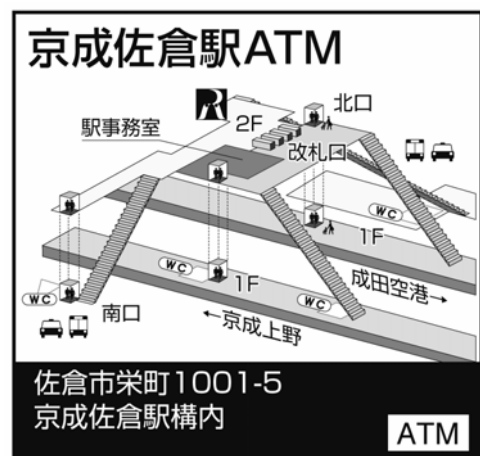 京成佐倉駅ATM
R
北口
2F
駅事務室
改札口
WC
1F
成田空港→
WC
1F
WC
WC
南口
←京成上野
佐倉市栄町1001-5
京成佐倉駅構内
ATM